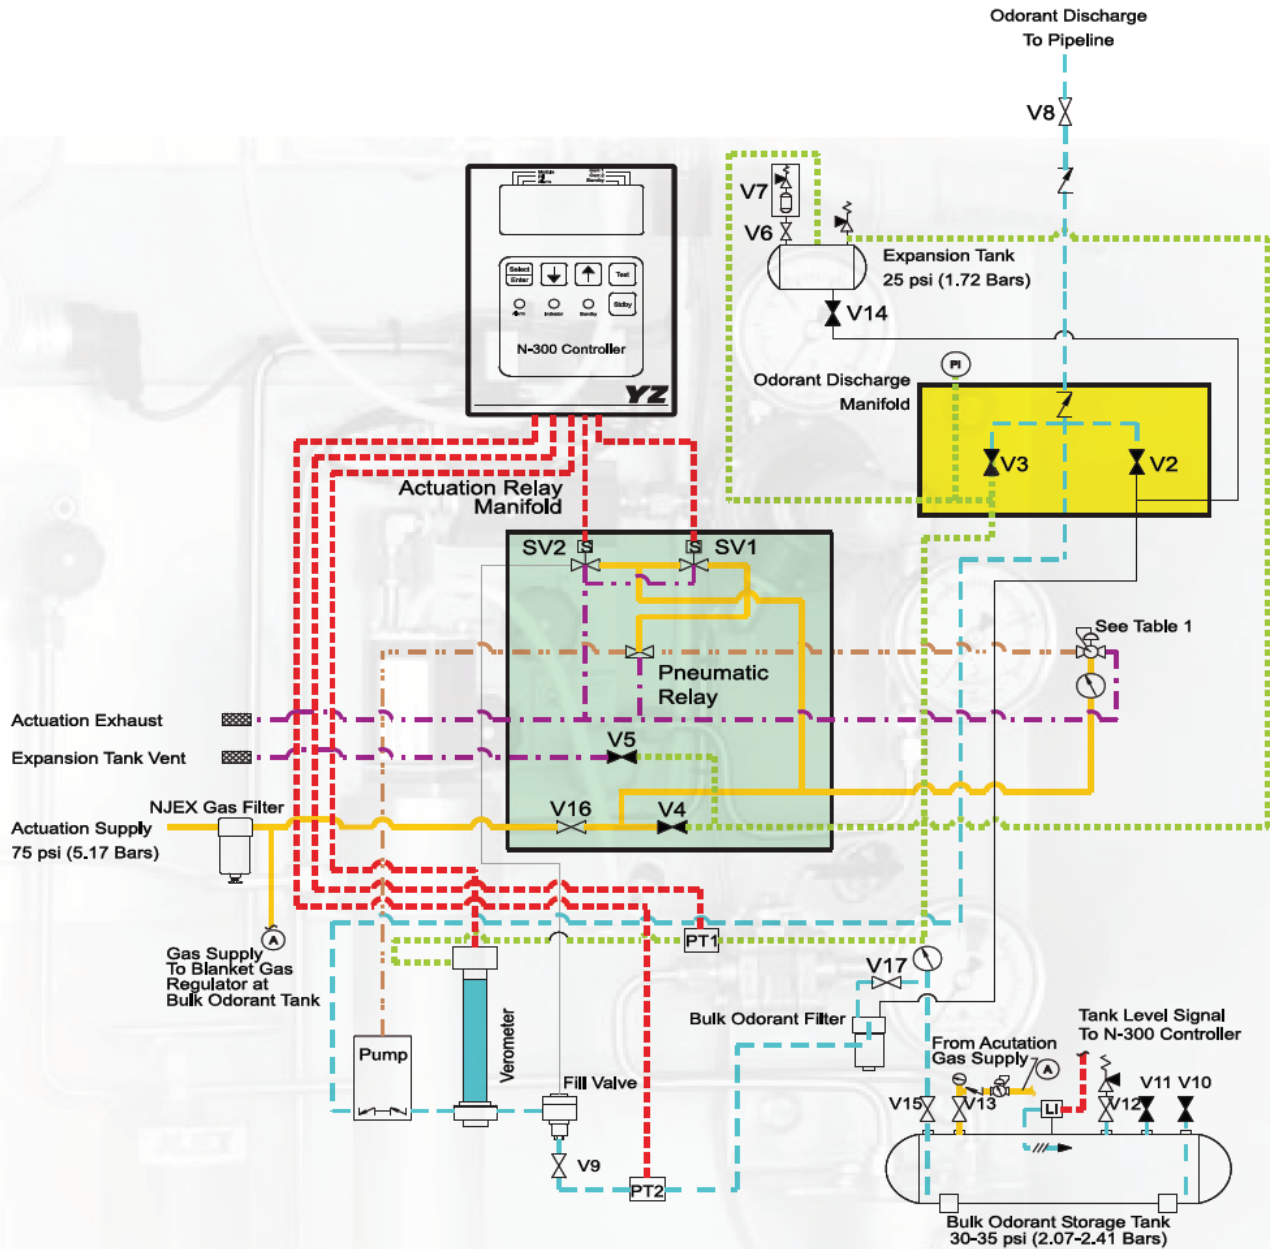 Odorant Discharge
To Pipeline
V8
V7
V6
Expansion Tank
25 psi (1.72 Bars)
V14
Select
Enter
Test
Stdby
Alarm
Indicator
Standby
N-300 Controller
YZ
PI
Odorant Discharge
Manifold
V3
V2
Actuation Relay
Manifold
SV2
S
S
SV1
See Table 1
Pneumatic
Relay
Actuation Exhaust
Expansion Tank Vent
V5
NJEX Gas Filter
V16
V4
Actuation Supply
75 psi (5.17 Bars)
A
Gas Supply
To Blanket Gas
Regulator at
Bulk Odorant Tank
PT1
V17
Bulk Odorant Filter
Tank Level Signal
To N-300 Controller
From Acutation
Gas Supply
A
Pump
Verometer
Fill Valve
V15
V13
LI
V12
V11
V10
V9
PT2
Bulk Odorant Storage Tank
30-35 psi (2.07-2.41 Bars)